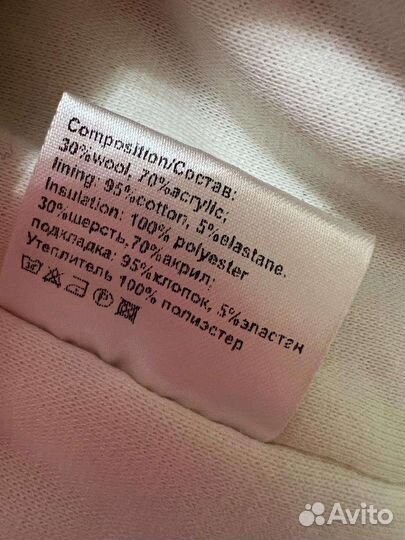 Composition/Состав:
30%wool, 70%acrylic;
lining: 95%cotton, 5%elastane.
Insulation: 100% polyester
30%шерсть, 70%акрил:
подкладка: 95%хлопок, 5%эластан
Утеплитель 100% полиэстер
Avito